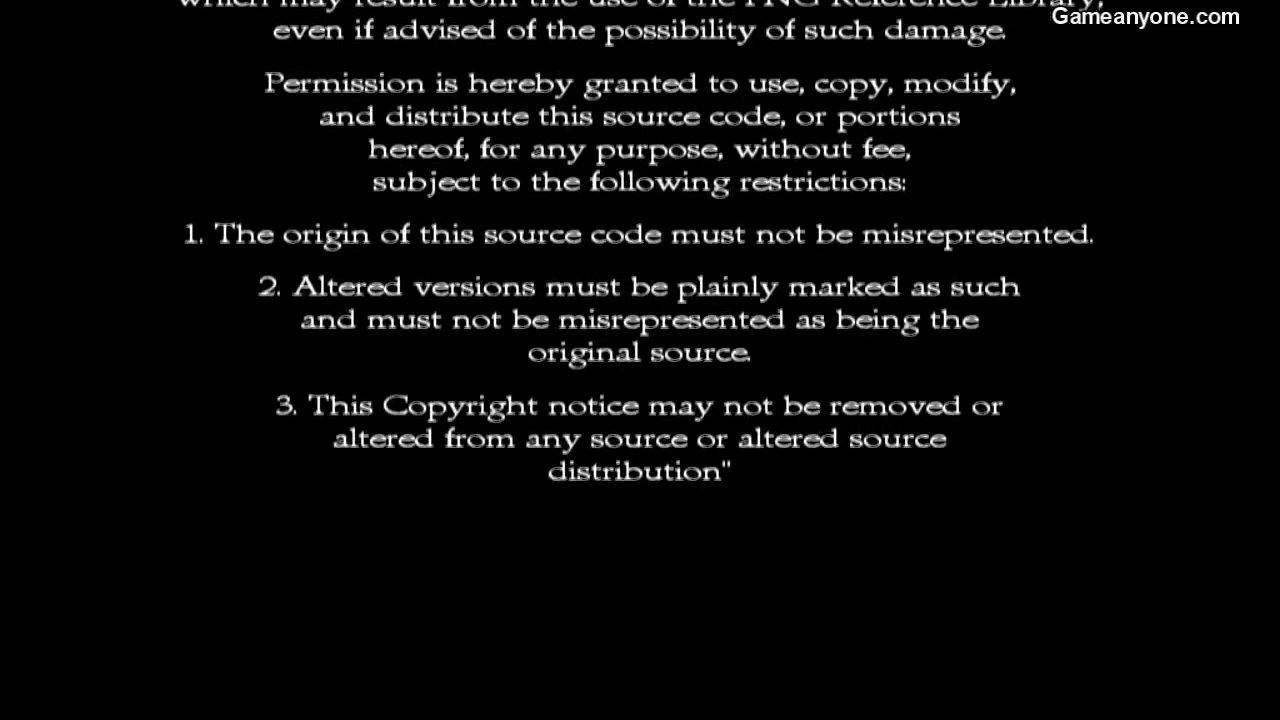 which may result from the use of the PNG Reference Library,
Gameanyone.com
even if advised of the possibility of such damage.
Permission is hereby granted to use, copy, modify,
and distribute this source code, or portions
hereof, for any purpose, without fee,
subject to the following restrictions:
1. The origin of this source code must not be misrepresented.
2. Altered versions must be plainly marked as such
and must not be misrepresented as being the
original source.
3. This Copyright notice may not be removed or
altered from any source or altered source
distribution"